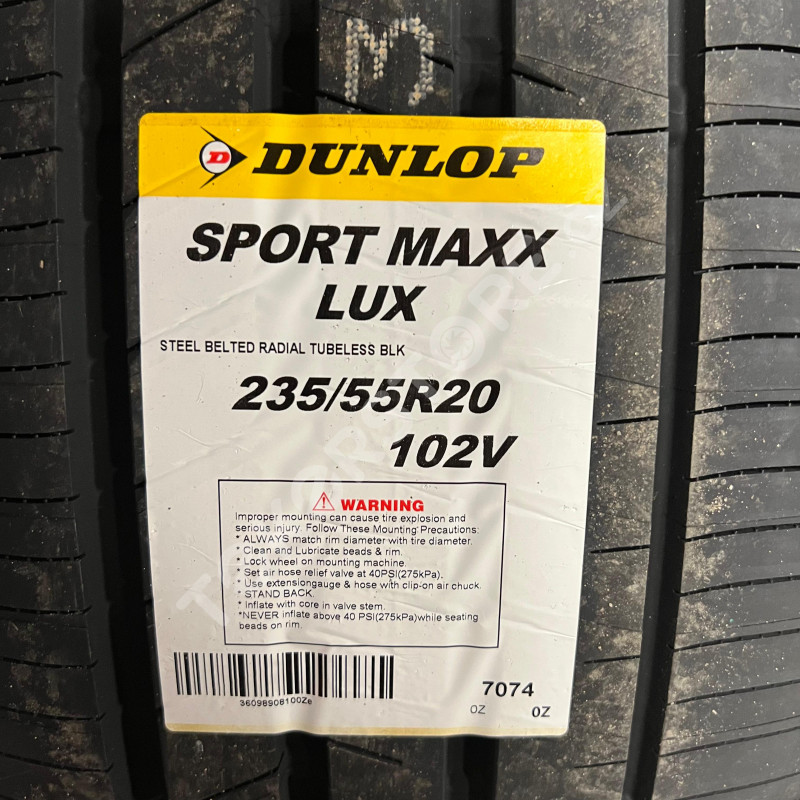 M
D DUNLOP
SPORT MAXX
LUX
STEEL BELTED RADIAL TUBELESS BLK
235/55R20
102V
WARNING
Improper mounting can cause tire explosion and
serious injury. Follow These Mounting Precautions:
* ALWAYS match rim diameter with tire diameter.
* Clean and Lubricate beads & rim.
* Lock wheel on mounting machine.
* Set air hose relief valve at 40PSI(275kPa).
* Use extensiongauge & hose with clip-on air chuck.
* STAND BACK.
* Inflate with core in valve stem.
*NEVER inflate above 40 PSI(275kPa)while seating
beads on rim.
7074
OZ OZ